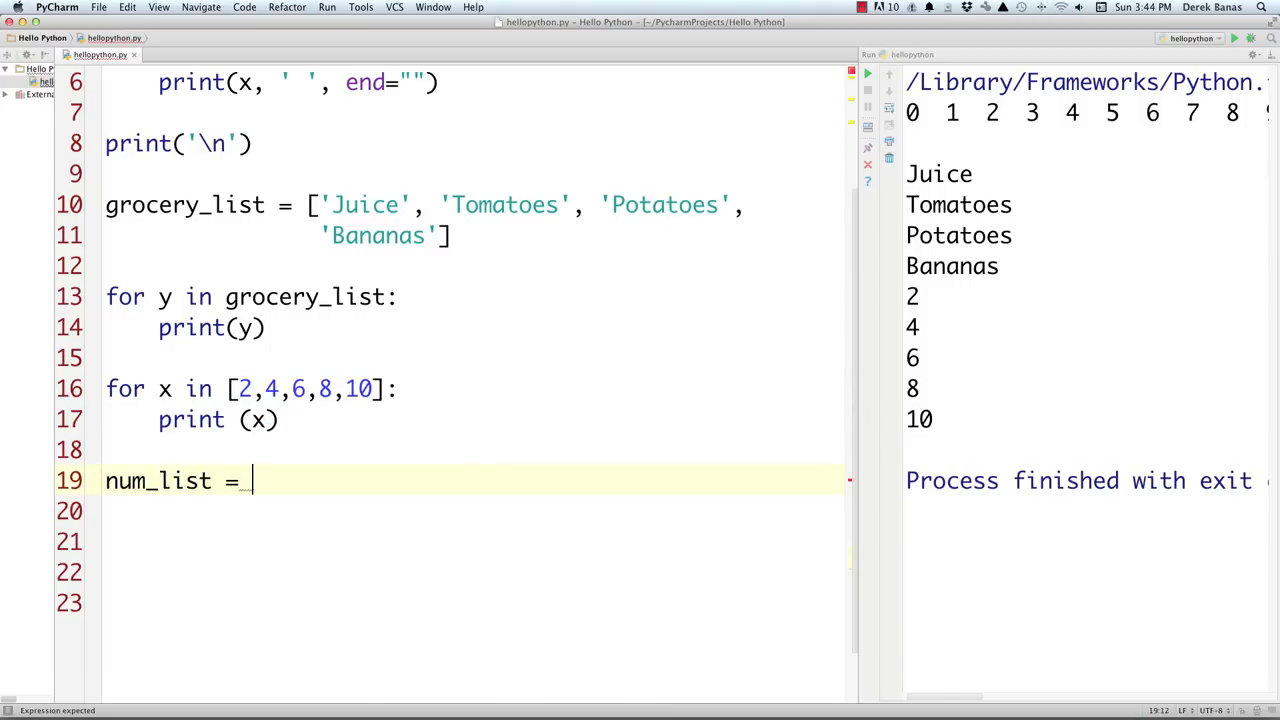 PyCharm File Edit View Navigate Code Refactor Run Tools VCS Window Help 10 Sun 3:44 PM Derek Banas
hellopython.py – Hello Python – [~/PycharmProjects/Hello Python]
Hello Python hellopython.py hellopython
hellopython.py Run hellopython
Hello P
hell
Externa
6 print(x, ' ', end="")
7
8 print('\n')
9
10 grocery_list = ['Juice', 'Tomatoes', 'Potatoes',
11 'Bananas']
12
13 for y in grocery_list:
14 print(y)
15
16 for x in [2,4,6,8,10]:
17 print (x)
18
19 num_list =
20
21
22
23
/Library/Frameworks/Python.
0 1 2 3 4 5 6 7 8
Juice
Tomatoes
Potatoes
Bananas
2
4
6
8
10
Process finished with exit
Expression expected 19:12 LF UTF-8